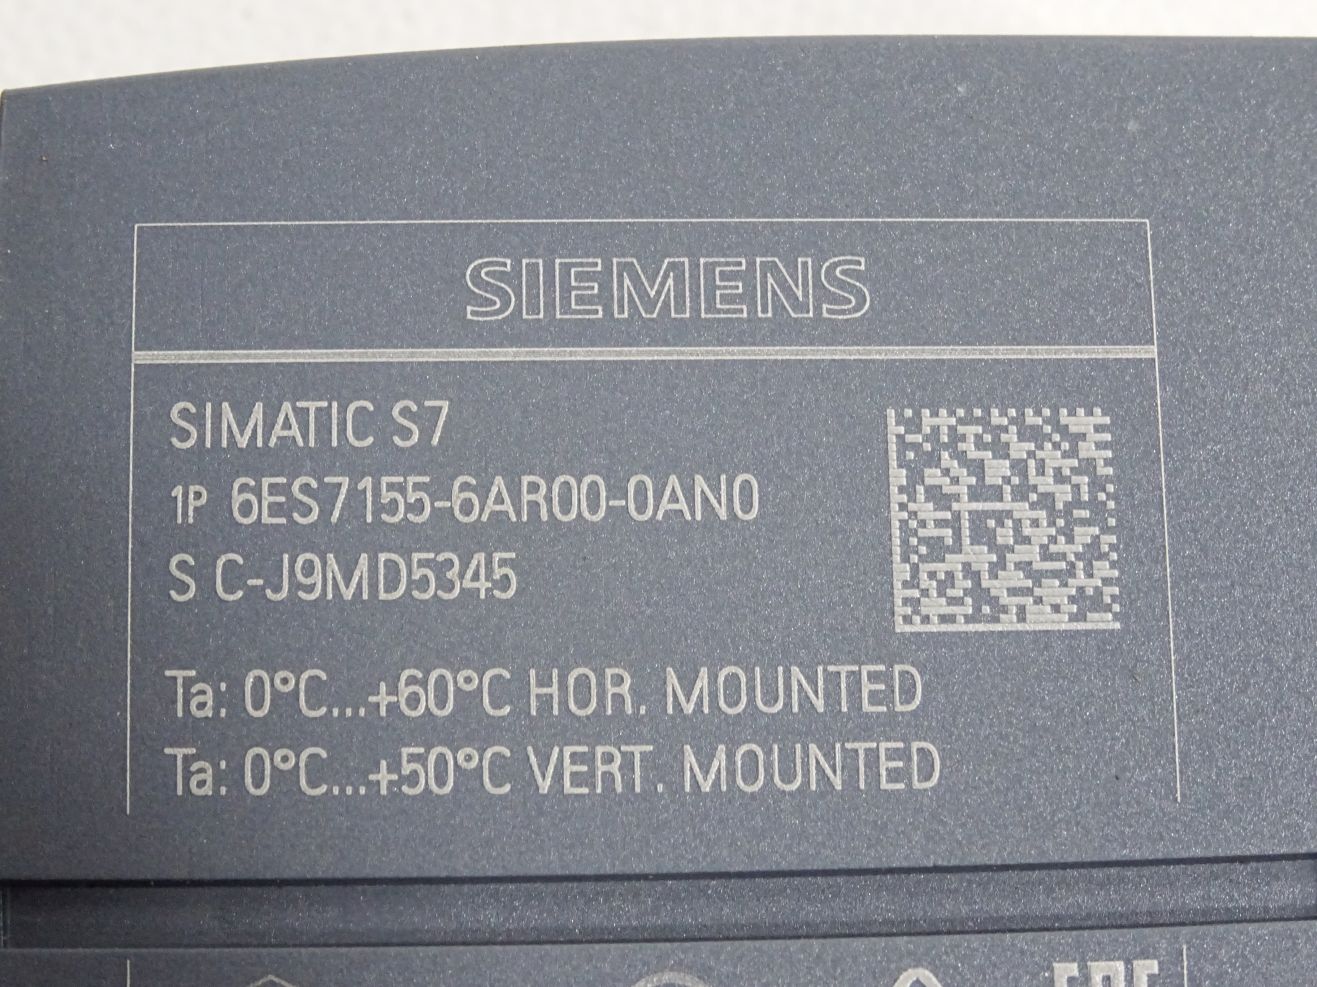 SIEMENS
SIMATIC S7
1P 6ES7155-6AR00-0AN0
S C-J9MD5345
Ta: 0°C...+60°C HOR. MOUNTED
Ta: 0°C...+50°C VERT. MOUNTED